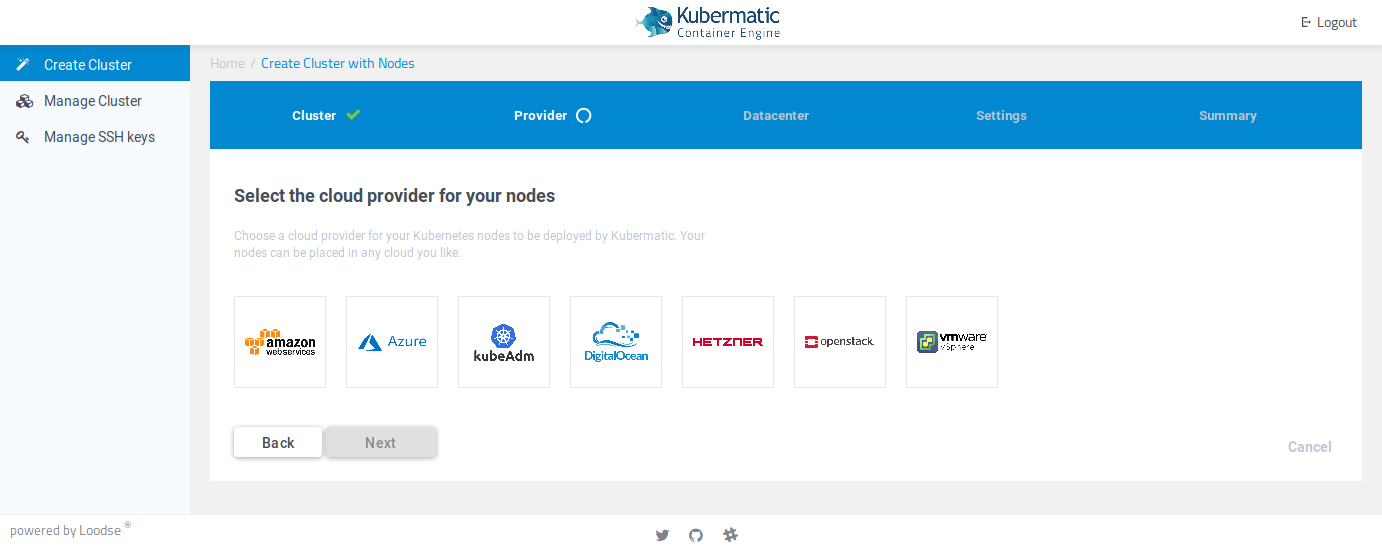 Kubermatic
Container Engine
Logout
Create Cluster
Manage Cluster
Manage SSH keys
Home / Create Cluster with Nodes
Cluster
Provider
Datacenter
Settings
Summary
Select the cloud provider for your nodes
Choose a cloud provider for your Kubernetes nodes to be deployed by Kubermatic. Your
nodes can be placed in any cloud you like.
amazon
webservices
Azure
kubeAdm
DigitalOcean
HETZNER
openstack.
vmware
vSphere
Back
Next
Cancel
powered by Loodse ®